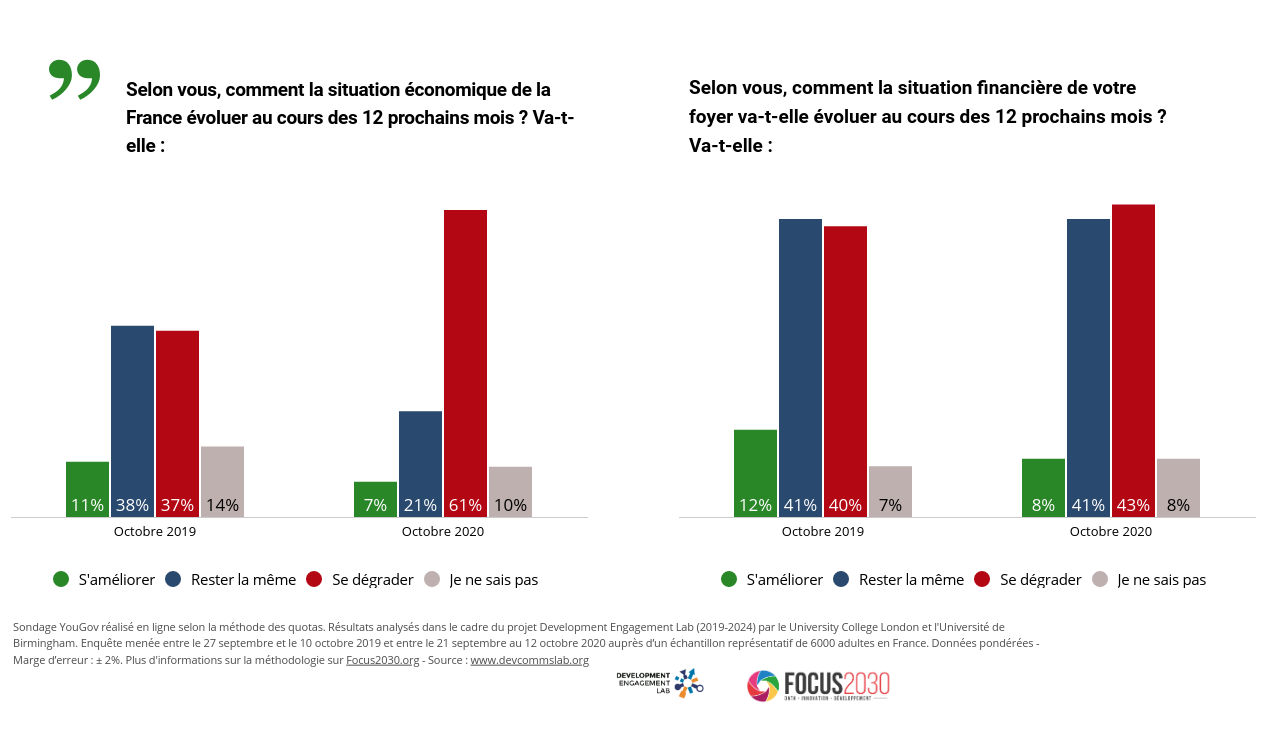 ”
Selon vous, comment la situation économique de la
France évoluer au cours des 12 prochains mois ? Va-t-
elle :
11%
38%
37%
14%
7%
21%
61%
10%
Octobre 2019
Octobre 2020
S'améliorer
Rester la même
Se dégrader
Je ne sais pas
Selon vous, comment la situation financière de votre
foyer va-t-elle évoluer au cours des 12 prochains mois ?
Va-t-elle :
12%
41%
40%
7%
8%
41%
43%
8%
Octobre 2019
Octobre 2020
S'améliorer
Rester la même
Se dégrader
Je ne sais pas
Sondage YouGov réalisé en ligne selon la méthode des quotas. Résultats analysés dans le cadre du projet Development Engagement Lab (2019-2024) par le University College London et l'Université de
Birmingham. Enquête menée entre le 27 septembre et le 10 octobre 2019 et entre le 21 septembre au 12 octobre 2020 auprès d’un échantillon représentatif de 6000 adultes en France. Données pondérées -
Marge d’erreur : ± 2%. Plus d'informations sur la méthodologie sur Focus2030.org - Source : www.devcommslab.org
DEVELOPMENT
ENGAGEMENT
LAB
FOCUS2030
DATA • INNOVATION • DÉVELOPPEMENT